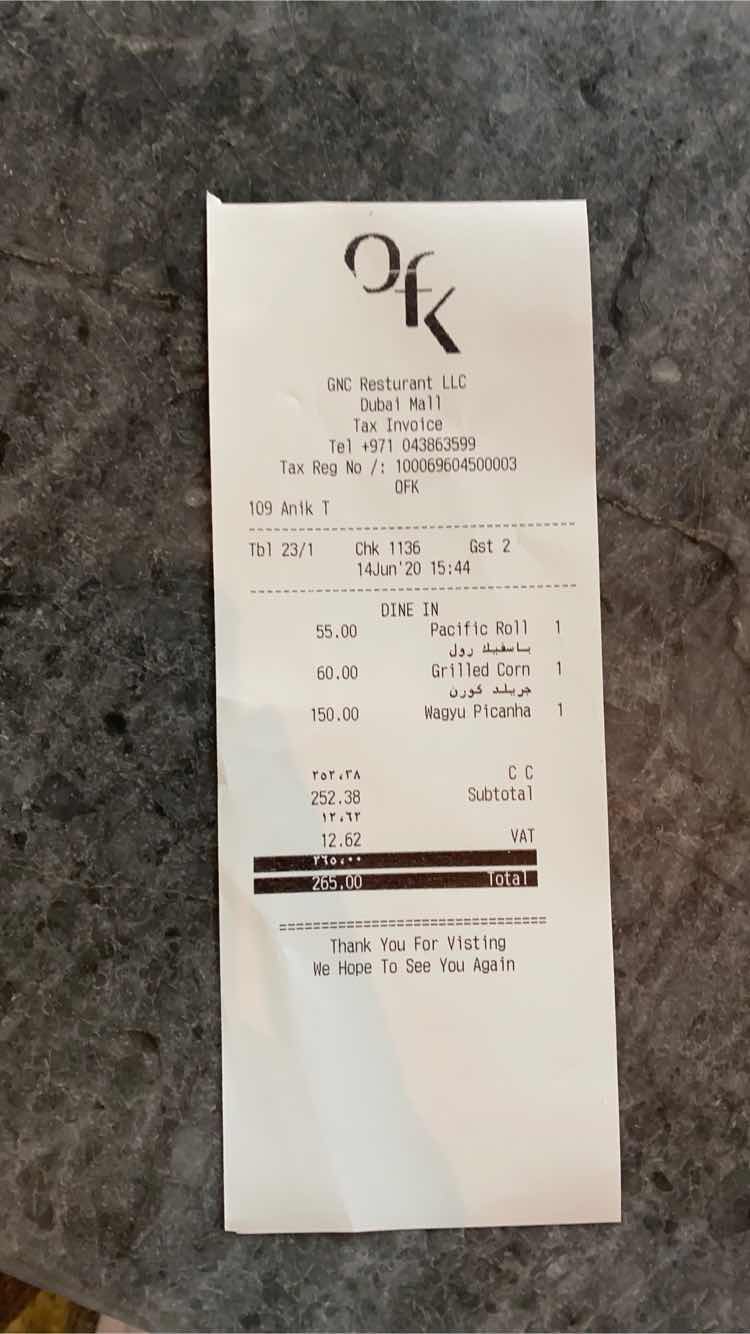 Ofk
GNC Resturant LLC
Dubai Mall
Tax Invoice
Tel +971 043863599
Tax Reg No /: 100069604500003
OFK
109 Anik T
Tbl 23/1 Chk 1136 Gst 2
14Jun'20 15:44
DINE IN
55.00 Pacific Roll 1
باسفيك رول
60.00 Grilled Corn 1
جريلد كورن
150.00 Wagyu Picanha 1
٢٥٢،٣٨ C C
252.38 Subtotal
١٢،٦٢
12.62 VAT
٢٦٥،٠٠
265.00 Total
Thank You For Visting
We Hope To See You Again